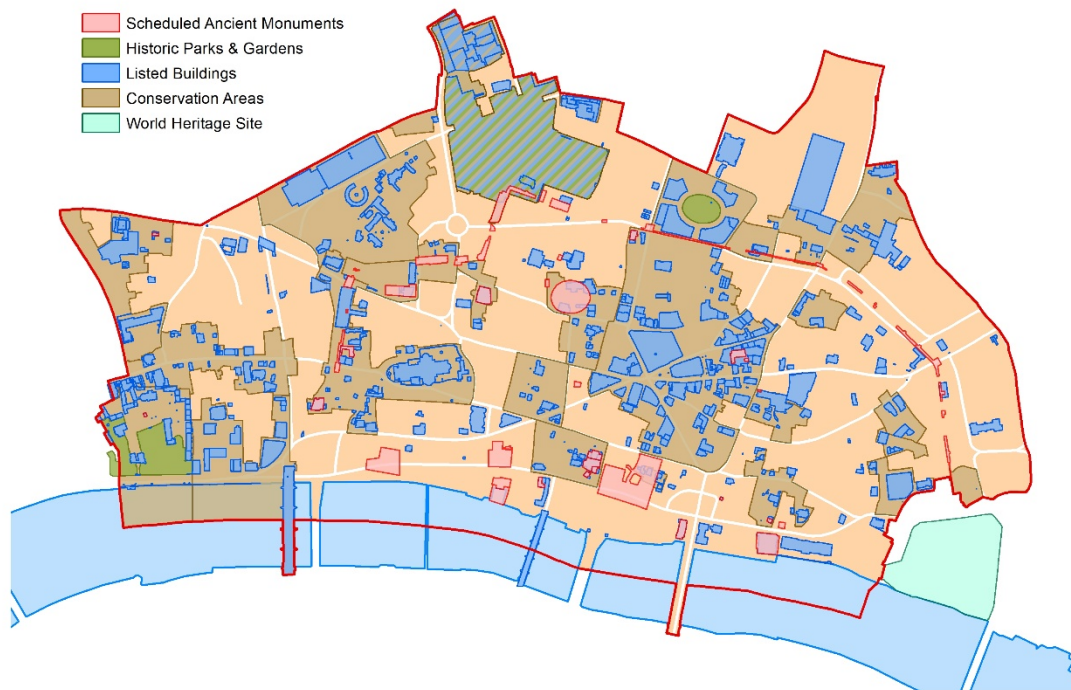 Scheduled Ancient Monuments
Historic Parks & Gardens
Listed Buildings
Conservation Areas
World Heritage Site